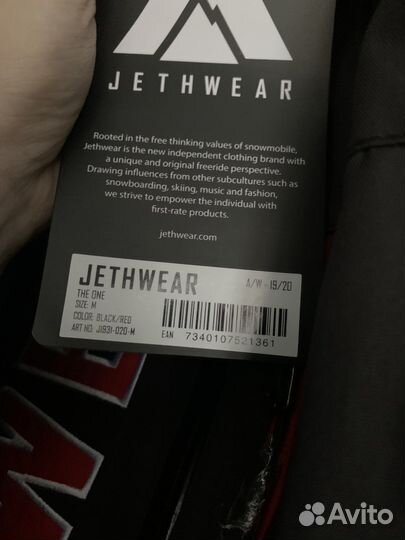 JETHWEAR
Rooted in the free thinking values of snowmobile,
Jethwear is the new independent clothing brand with
a unique and original freeride perspective.
Drawing influences from other subcultures such as
snowboarding, skiing, music and fashion,
we strive to empower the individual with
first-rate products.
jethwear.com
JETHWEAR A/W - 19/20
THE ONE
SIZE: M
COLOR: BLACK/RED
ART NO: J1931-020-M
EAN 7340107521361
WE
Avito